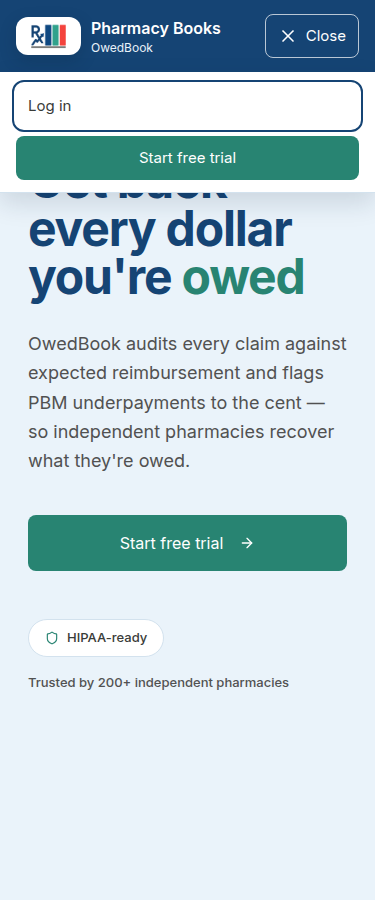 Rx
Pharmacy Books
OwedBook
Close
Log in
Start free trial
Get back
every dollar
you're owed
OwedBook audits every claim against
expected reimbursement and flags
PBM underpayments to the cent —
so independent pharmacies recover
what they're owed.
Start free trial
HIPAA-ready
Trusted by 200+ independent pharmacies